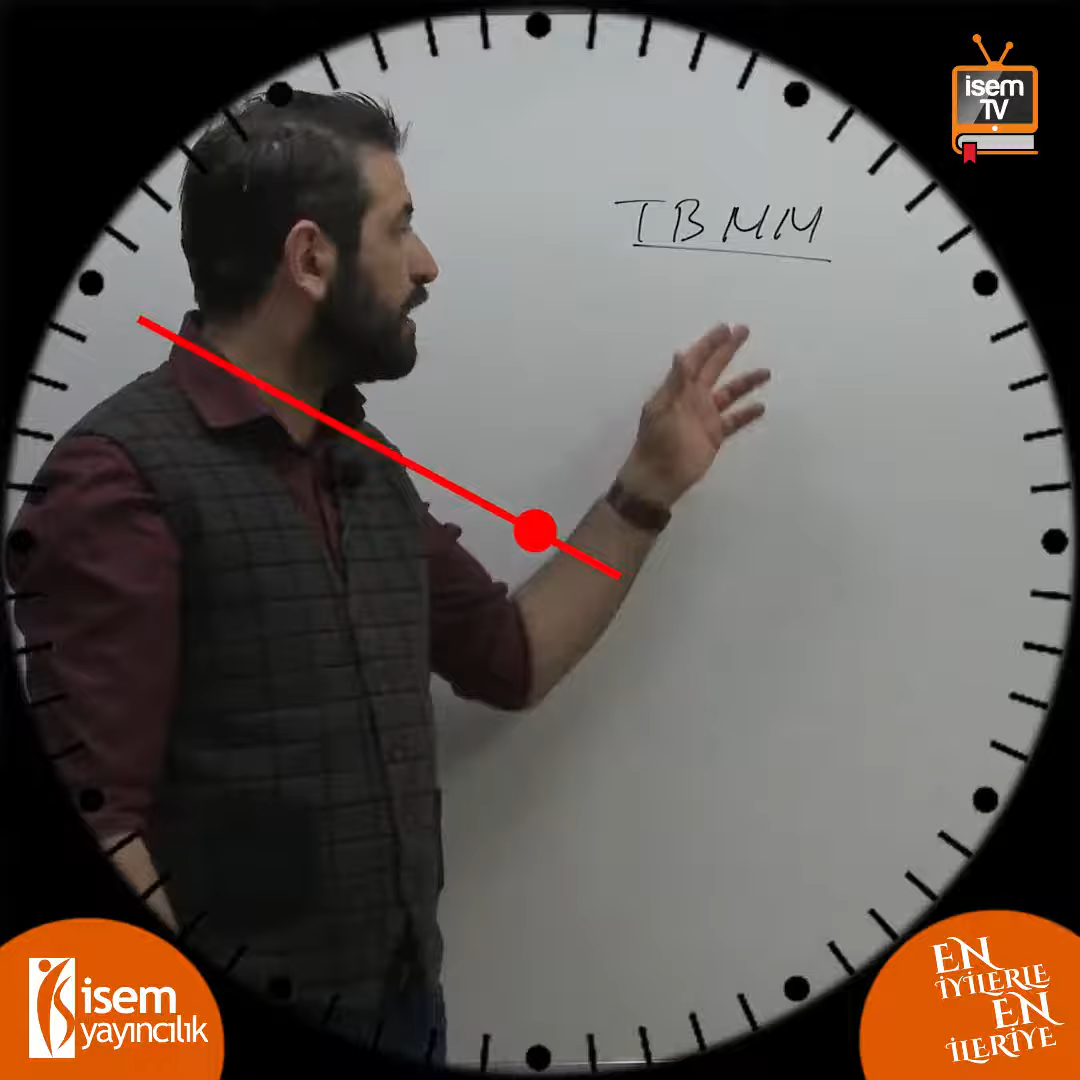 isem
TV
TBMM
isem
yayıncılık
EN
İYİLERLE
EN
İLERİYE